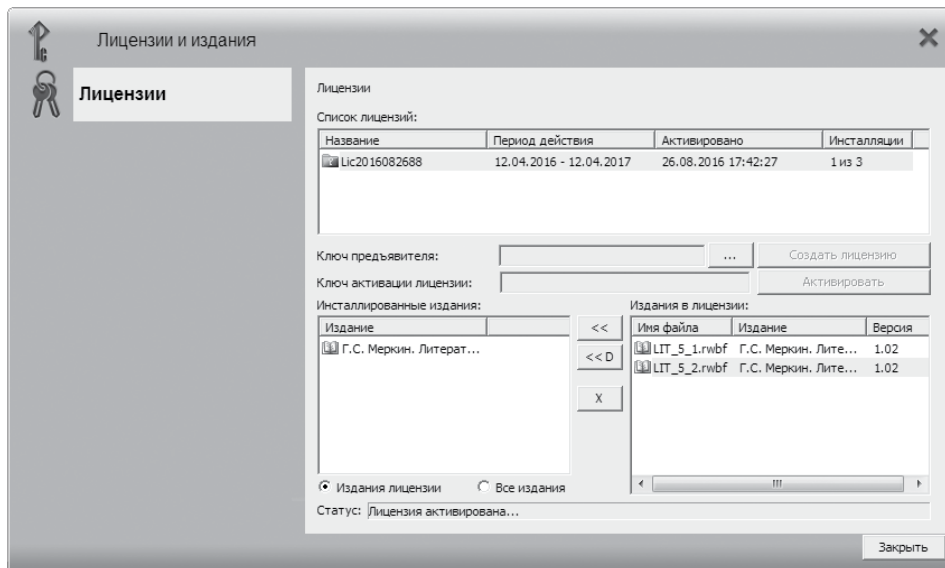 Лицензии и издания
Лицензии
Лицензии
Список лицензий:
Название Период действия Активировано Инсталляции
Lic2016082688 12.04.2016 - 12.04.2017 26.08.2016 17:42:27 1 из 3
Ключ предъявителя: ... Создать лицензию
Ключ активации лицензии: Активировать
Инсталлированные издания: Издания в лицензии:
Издание << Имя файла Издание Версия
Г.С. Меркин. Литерат... LIT_5_1.rwbf Г.С. Меркин. Лите... 1.02
<< D LIT_5_2.rwbf Г.С. Меркин. Лите... 1.02
X
Издания лицензии Все издания
Статус: Лицензия активирована...
Закрыть